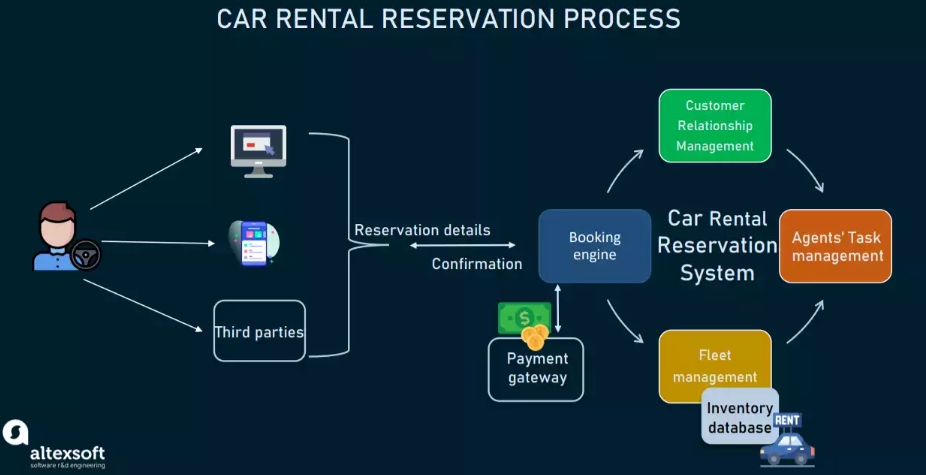 CAR RENTAL RESERVATION PROCESS
Third parties
Reservation details
Confirmation
Booking
engine
Payment
gateway
Customer
Relationship
Management
Car Rental
Reservation
System
Agents' Task
management
Fleet
management
Inventory
database
RENT
altexsoft
software r&d engineering